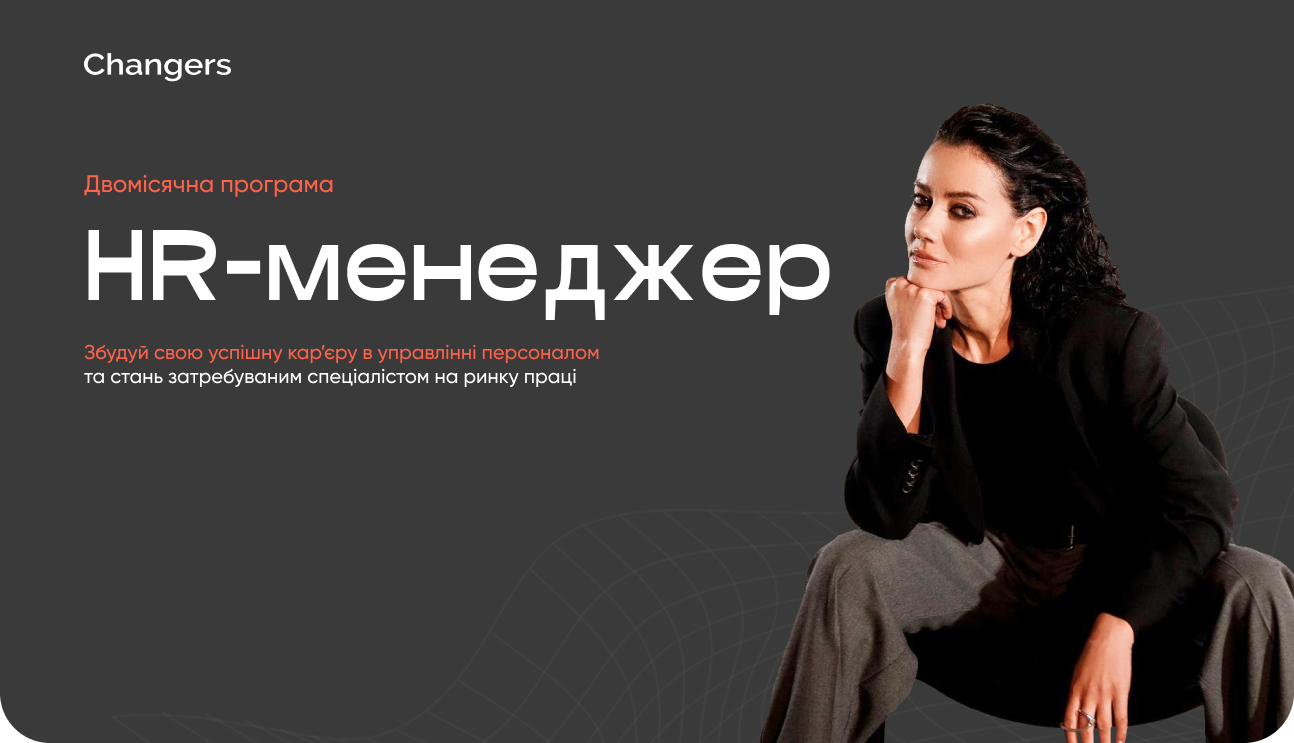 Changers
Двомісячна програма
HR-менеджер
Збудуй свою успішну кар’єру в управлінні персоналом
та стань затребуваним спеціалістом на ринку праці